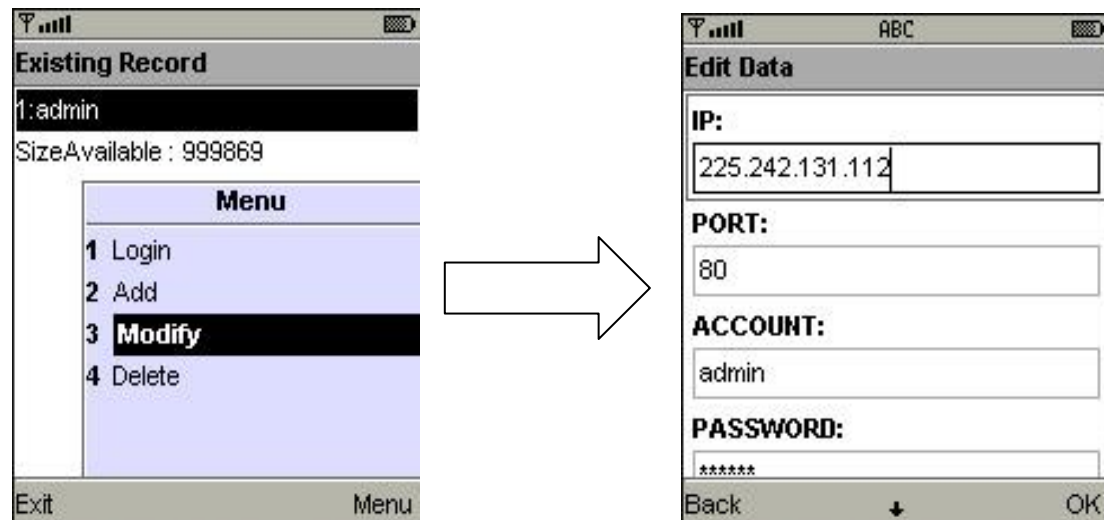 Existing Record
1:admin
SizeAvailable : 999869
Menu
1 Login
2 Add
3 Modify
4 Delete
Exit Menu
ABC
Edit Data
IP:
225.242.131.112
PORT:
80
ACCOUNT:
admin
PASSWORD:
******
Back OK